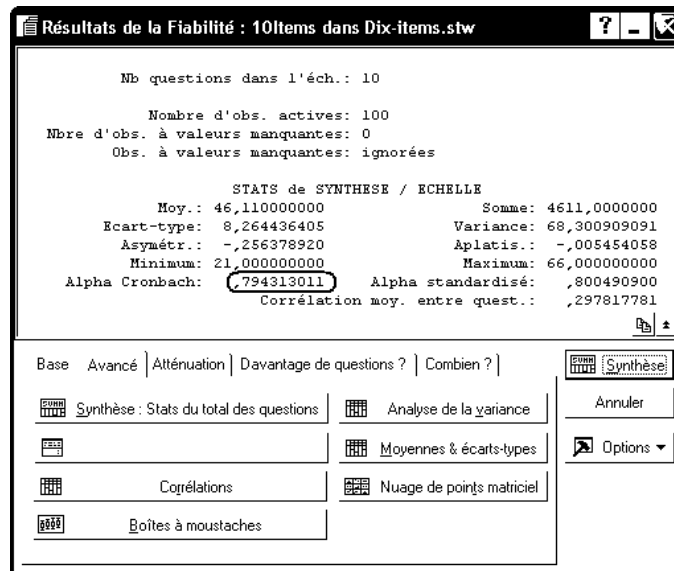 Résultats de la Fiabilité : 10Items dans Dix-items.stw
Nb questions dans l'éch.: 10
Nombre d'obs. actives: 100
Nbre d'obs. à valeurs manquantes: 0
Obs. à valeurs manquantes: ignorées
STATS de SYNTHESE / ECHELLE
Moy.: 46,110000000 Somme: 4611,0000000
Ecart-type: 8,264436405 Variance: 68,300909091
Asymétr.: -,256378920 Aplatis.: -,005454058
Minimum: 21,000000000 Maximum: 66,000000000
Alpha Cronbach: ,794313011 Alpha standardisé: ,800490900
Corrélation moy. entre quest.: ,297817781
Base Avancé Atténuation Davantage de questions ? Combien ?
Synthèse
Synthèse : Stats du total des questions Analyse de la variance Annuler
Moyennes & écarts-types Options
Corrélations Nuage de points matriciel
Boîtes à moustaches